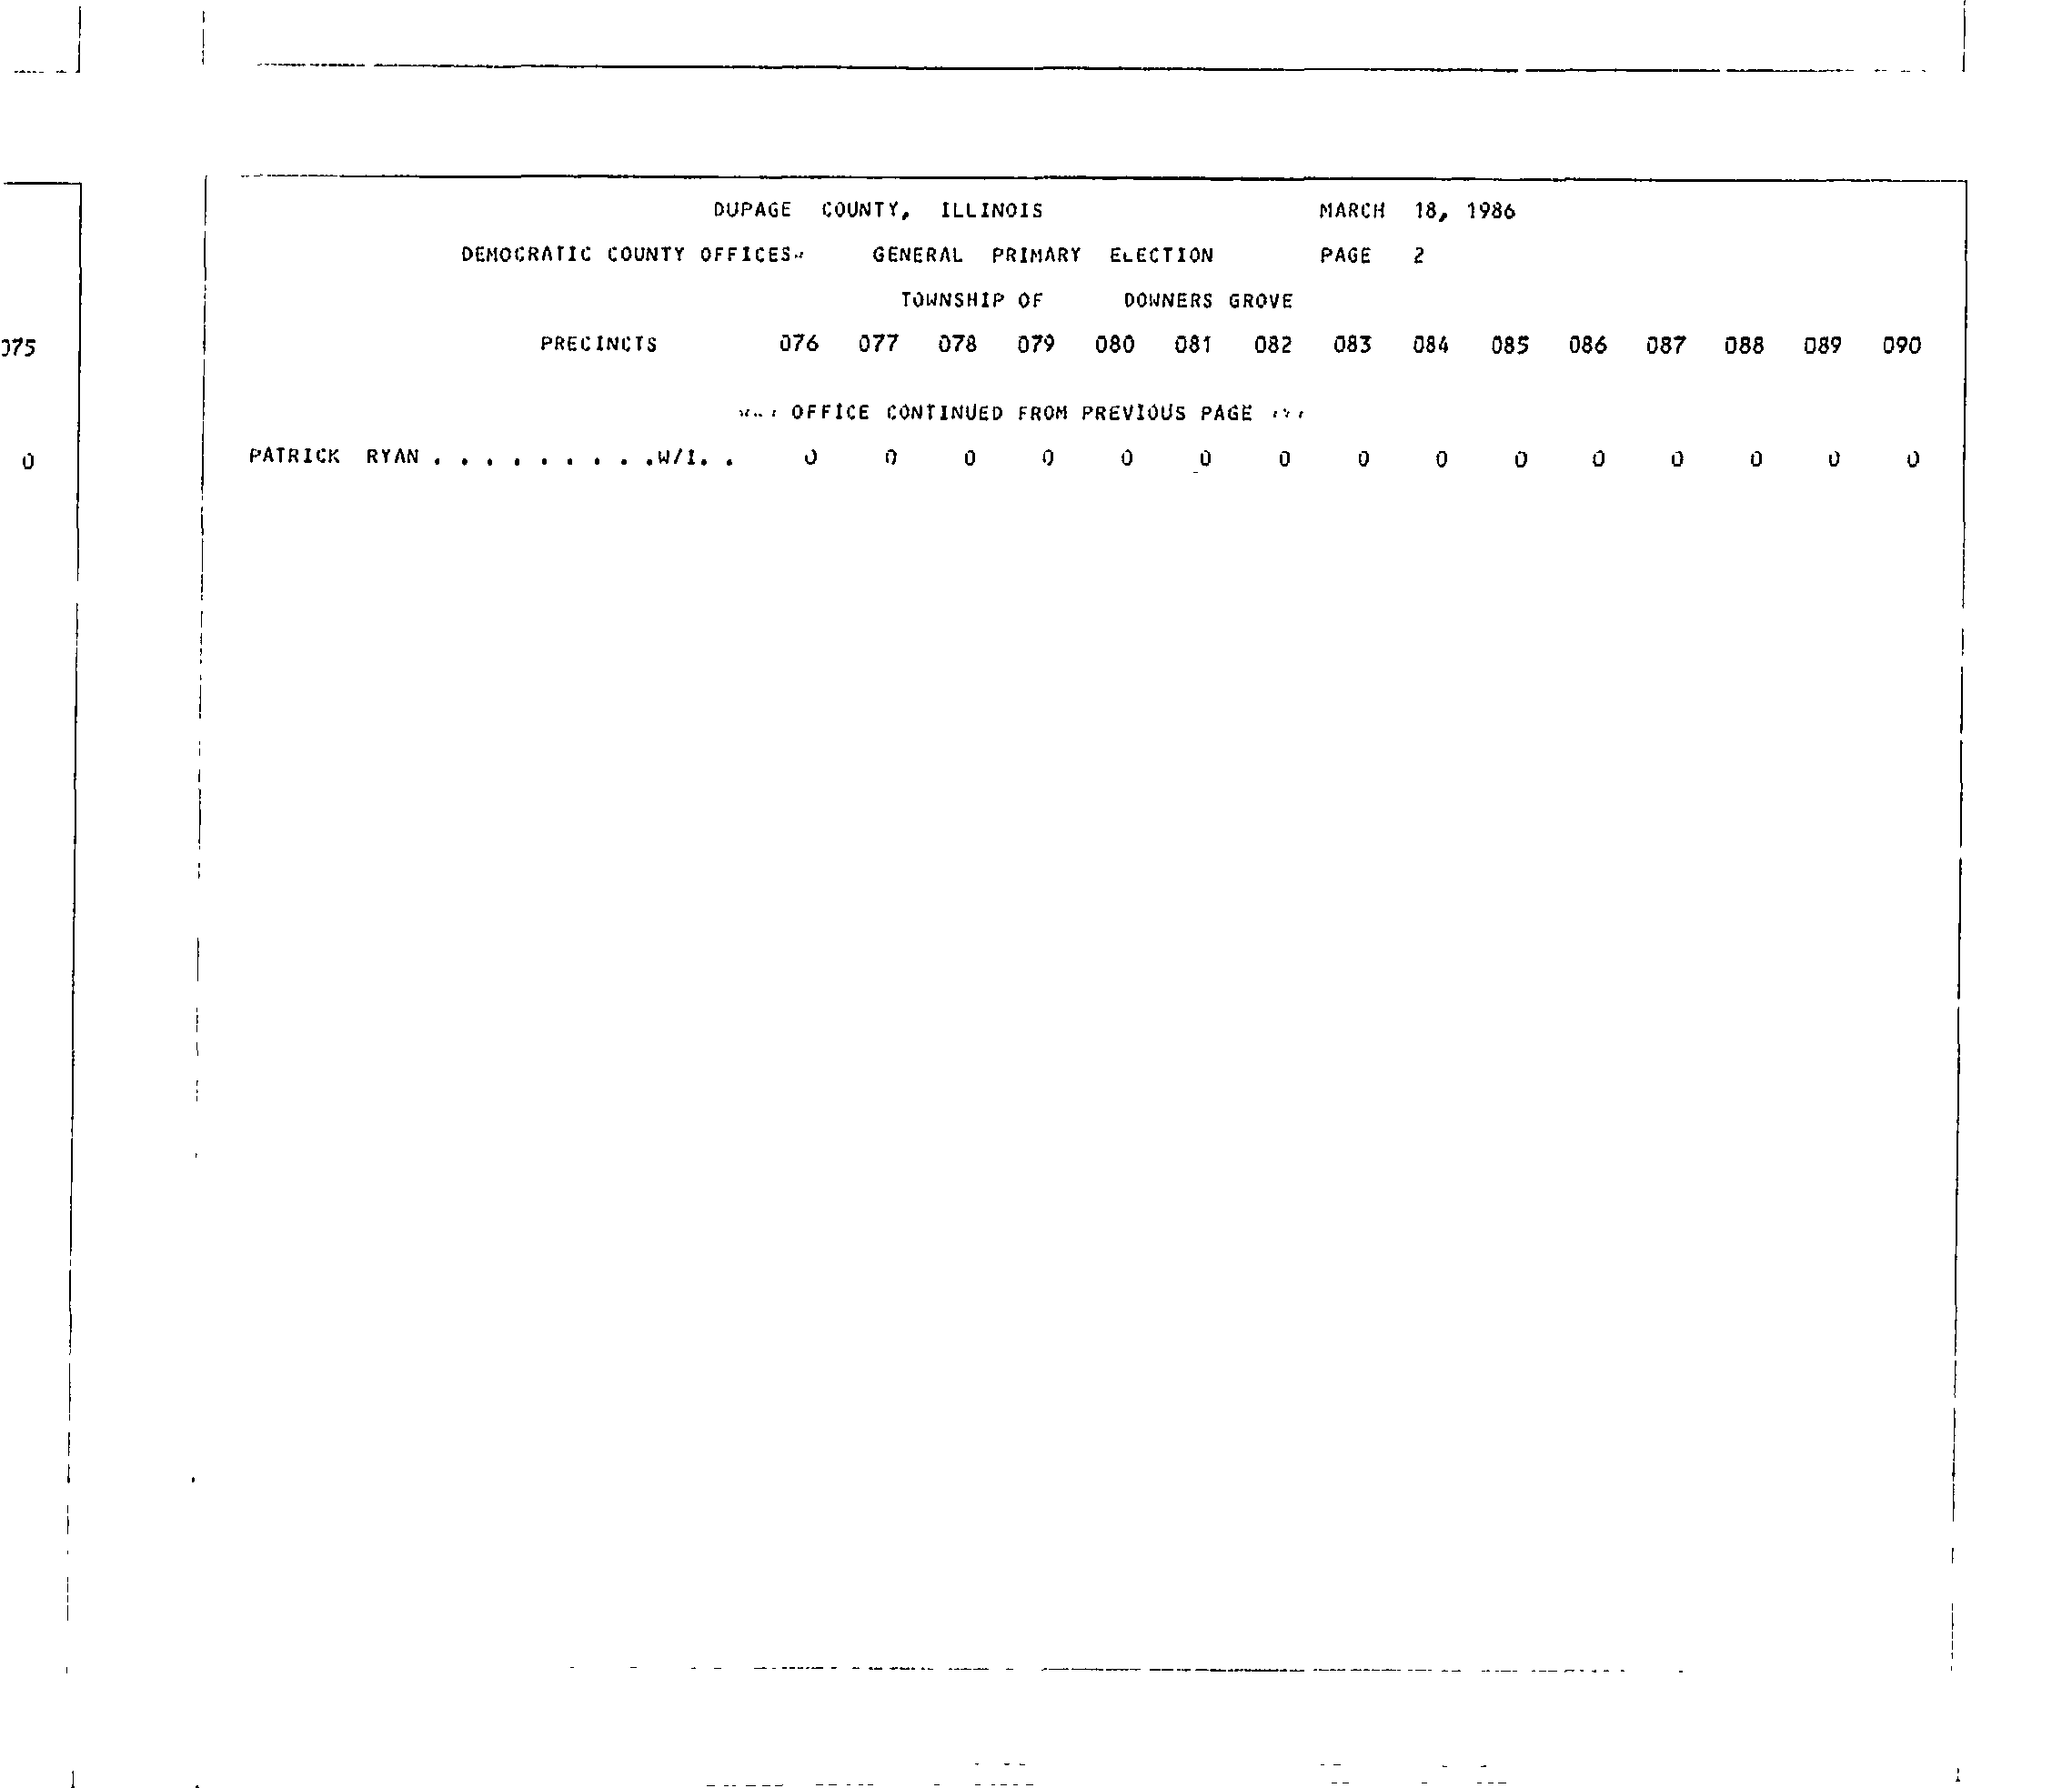 DUPAGE COUNTY, ILLINOIS MARCH 18, 1986
DEMOCRATIC COUNTY OFFICES GENERAL PRIMARY ELECTION PAGE 2
TOWNSHIP OF DOWNERS GROVE
075
PRECINCTS 076 077 078 079 080 081 082 083 084 085 086 087 088 089 090
OFFICE CONTINUED FROM PREVIOUS PAGE
0
PATRICK RYAN . . . . . . . . . .W/I. . 0 0 0 0 0 0 0 0 0 0 0 0 0 0 0